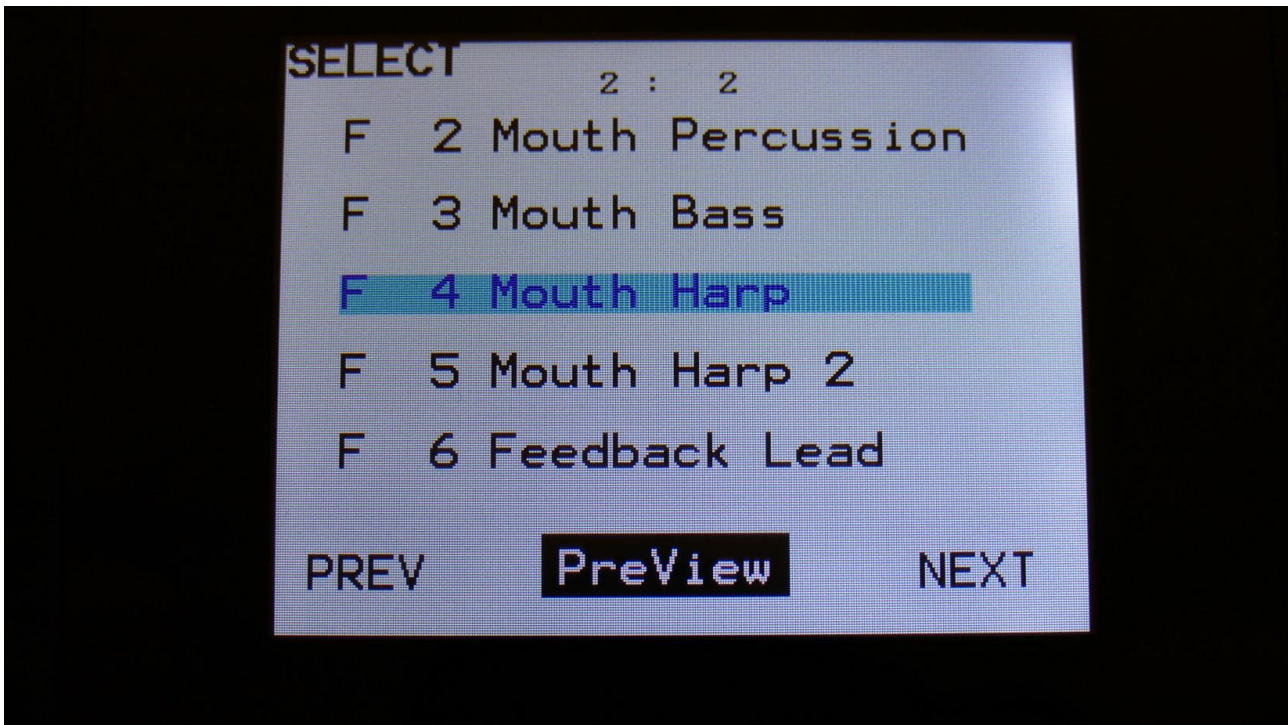 SELECT
2 : 2
F 2 Mouth Percussion
F 3 Mouth Bass
F 4 Mouth Harp
F 5 Mouth Harp 2
F 6 Feedback Lead
PREV PreView NEXT